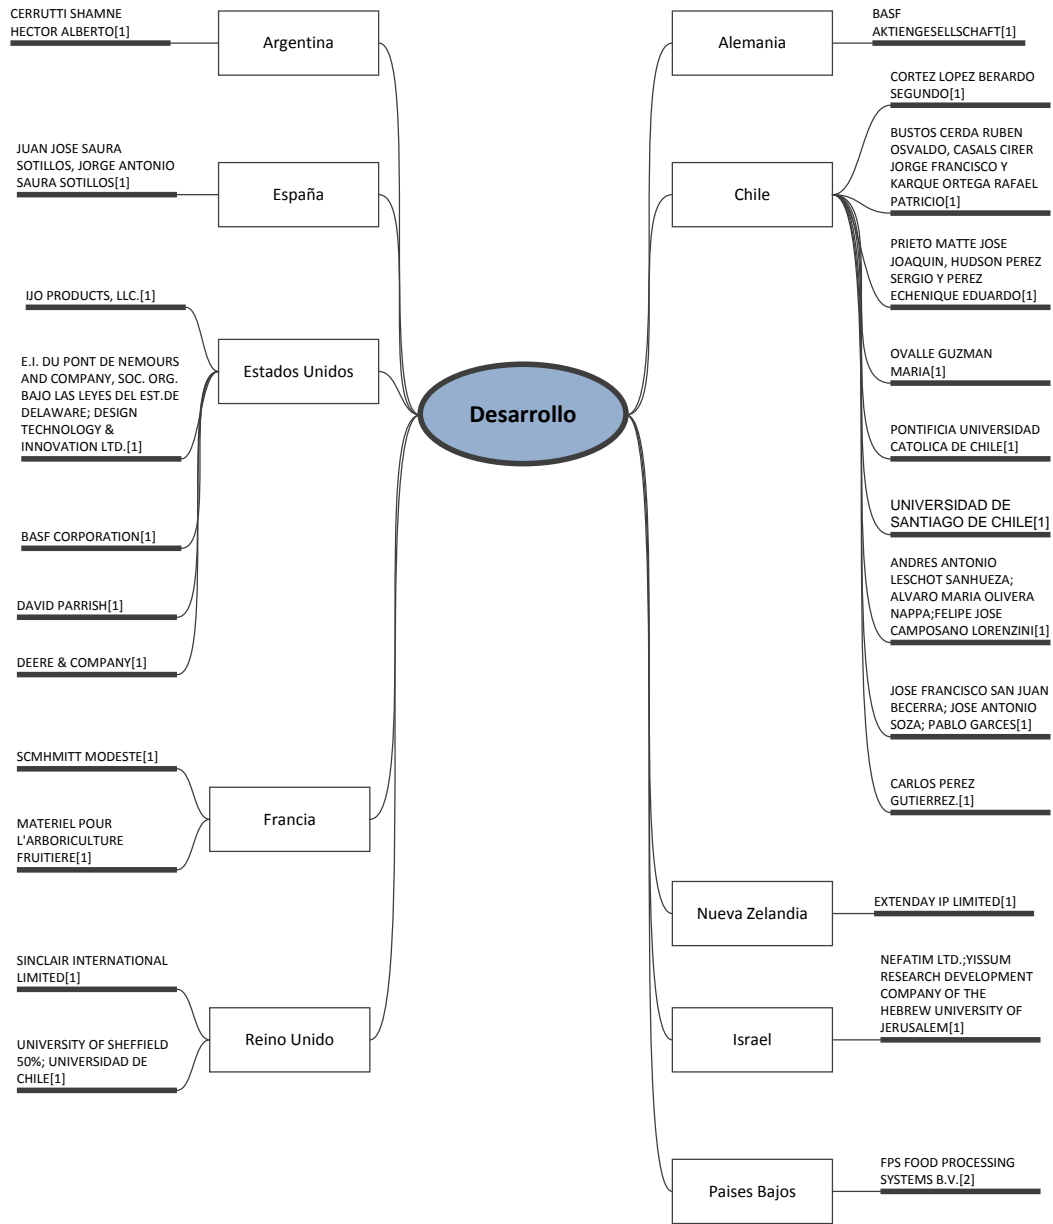 CERRUTTI SHAMNE
HECTOR ALBERTO[1]
Argentina
JUAN JOSE SAURA
SOTILLOS, JORGE ANTONIO
SAURA SOTILLOS[1]
España
IJO PRODUCTS, LLC.[1]
E.I. DU PONT DE NEMOURS
AND COMPANY, SOC. ORG.
BAJO LAS LEYES DEL EST.DE
DELAWARE; DESIGN
TECHNOLOGY &
INNOVATION LTD.[1]
BASF CORPORATION[1]
DAVID PARRISH[1]
DEERE & COMPANY[1]
Estados Unidos
SCMHMITT MODESTE[1]
MATERIEL POUR
L'ARBORICULTURE
FRUITIERE[1]
Francia
SINCLAIR INTERNATIONAL
LIMITED[1]
UNIVERSITY OF SHEFFIELD
50%; UNIVERSIDAD DE
CHILE[1]
Reino Unido
Desarrollo
Alemania
BASF
AKTIENGESELLSCHAFT[1]
Chile
CORTEZ LOPEZ BERARDO
SEGUNDO[1]
BUSTOS CERDA RUBEN
OSVALDO, CASALS CIRER
JORGE FRANCISCO Y
KARQUE ORTEGA RAFAEL
PATRICIO[1]
PRIETO MATTE JOSE
JOAQUIN, HUDSON PEREZ
SERGIO Y PEREZ
ECHENIQUE EDUARDO[1]
OVALLE GUZMAN
MARIA[1]
PONTIFICIA UNIVERSIDAD
CATOLICA DE CHILE[1]
UNIVERSIDAD DE
SANTIAGO DE CHILE[1]
ANDRES ANTONIO
LESCHOT SANHUEZA;
ALVARO MARIA OLIVERA
NAPPA;FELIPE JOSE
CAMPOSANO LORENZINI[1]
JOSE FRANCISCO SAN JUAN
BECERRA; JOSE ANTONIO
SOZA; PABLO GARCES[1]
CARLOS PEREZ
GUTIERREZ.[1]
Nueva Zelandia
EXTENDAY IP LIMITED[1]
Israel
NEFATIM LTD.;YISSUM
RESEARCH DEVELOPMENT
COMPANY OF THE
HEBREW UNIVERSITY OF
JERUSALEM[1]
Paises Bajos
FPS FOOD PROCESSING
SYSTEMS B.V.[2]